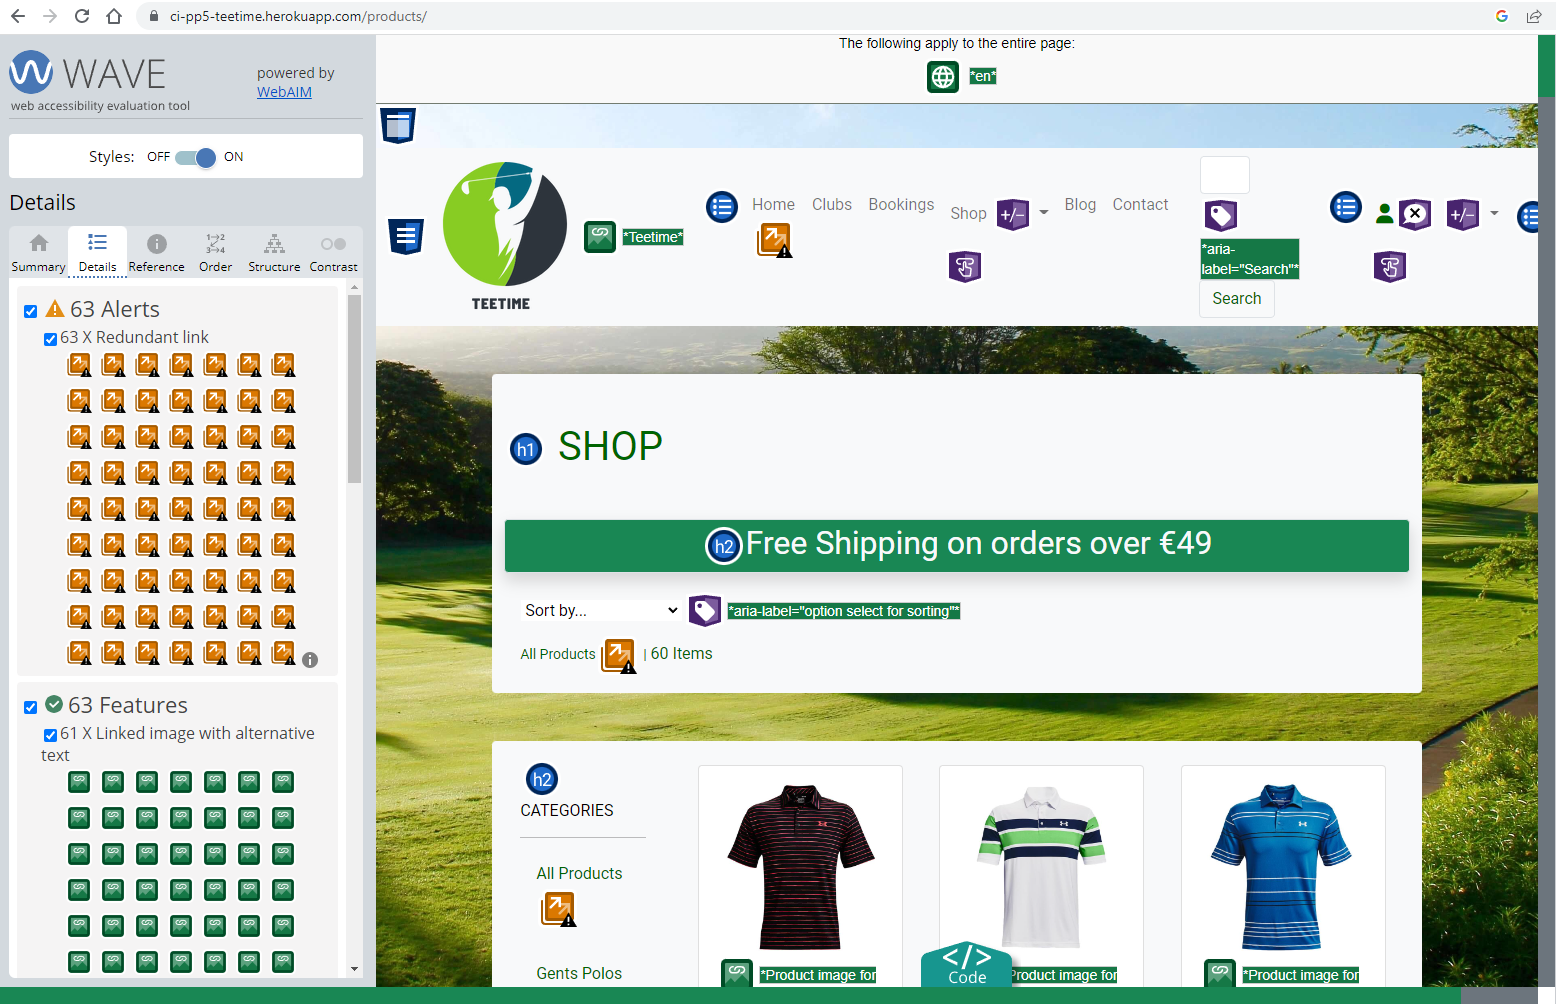 ci-pp5-teetime.herokuapp.com/products/
WAVE
web accessibility evaluation tool
powered by
WebAIM
Styles: OFF ON
Details
Summary Details Reference Order Structure Contrast
63 Alerts
63 X Redundant link
63 Features
61 X Linked image with alternative
text
The following apply to the entire page:
*en*
TEETIME
*Teetime*
Home Clubs Bookings Shop +/- Blog Contact
*aria-
label="Search"*
Search
+/-
h1 SHOP
h2 Free Shipping on orders over €49
Sort by... *aria-label="option select for sorting"*
All Products | 60 Items
h2
CATEGORIES
All Products
Gents Polos
*Product image for
Product image for
*Product image for
</>
Code